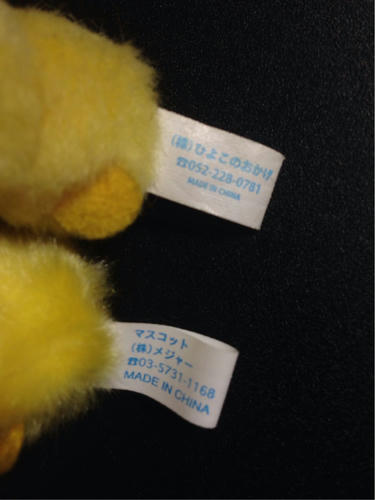 (株)ひよこのおかげ
☎052-228-0781
MADE IN CHINA
マスコット
(株)メジャー
☎03-5731-1168
MADE IN CHINA